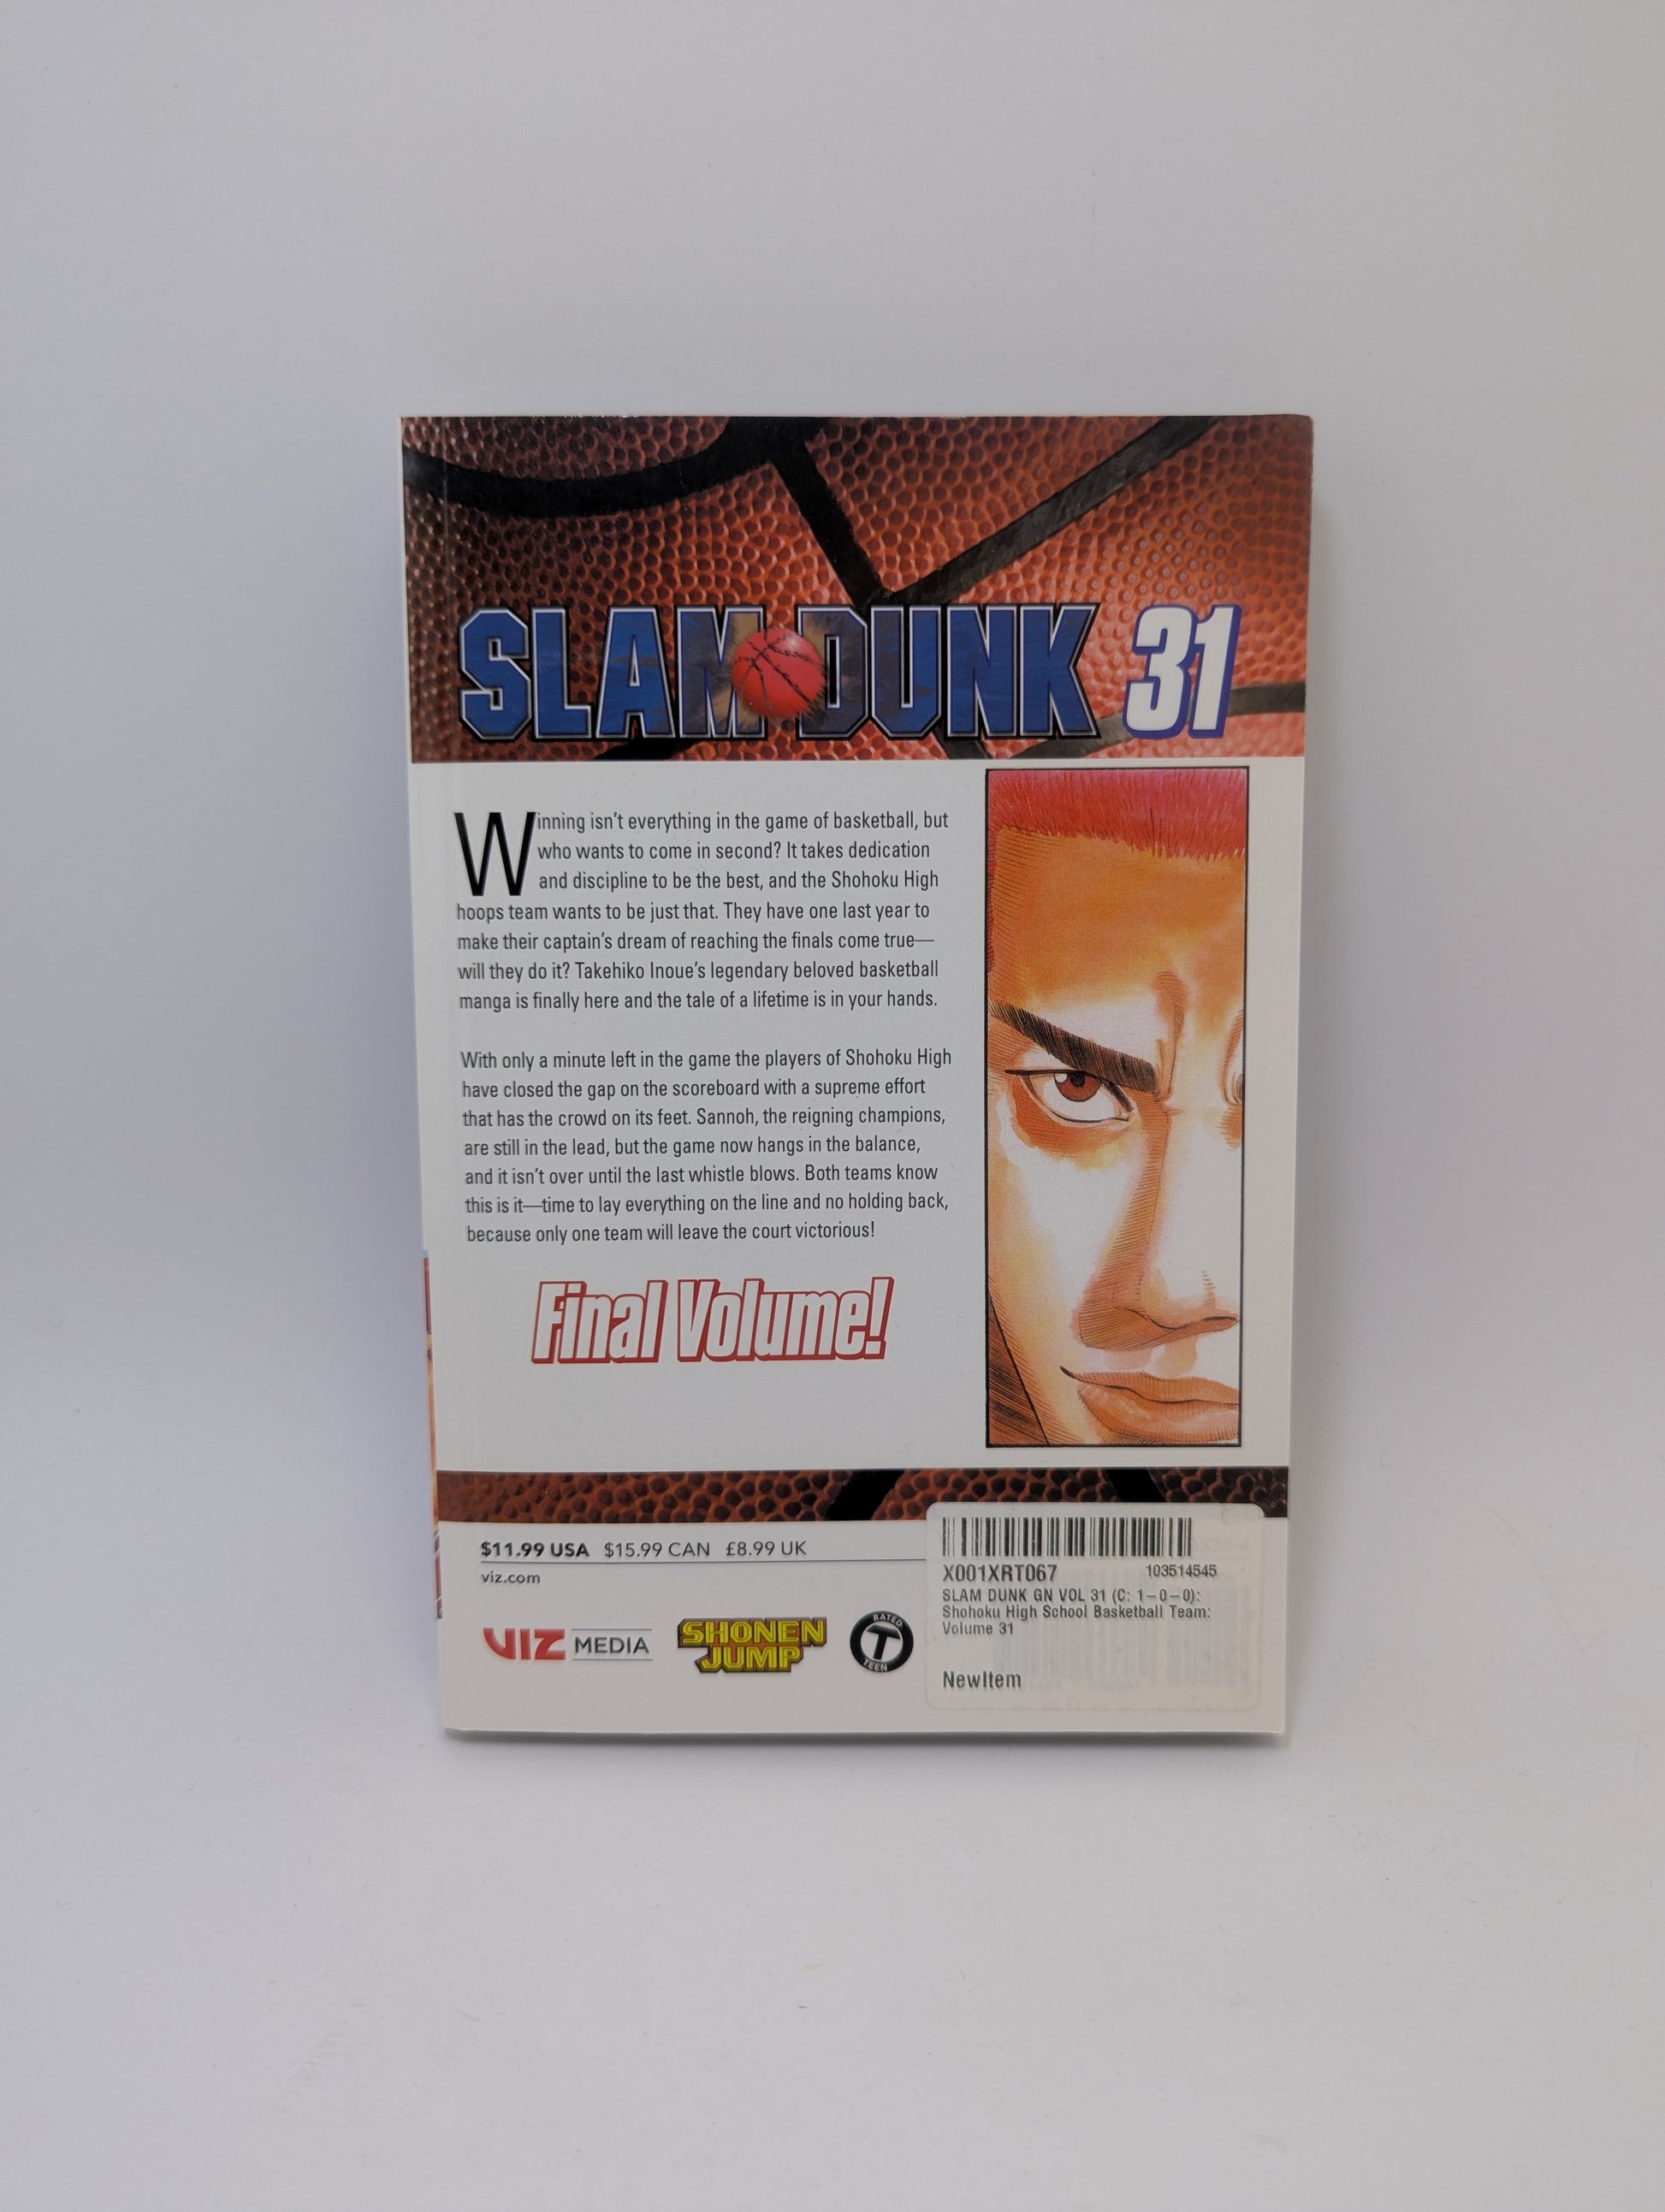 SLAM DUNK 31
Winning isn't everything in the game of basketball, but
who wants to come in second? It takes dedication
and discipline to be the best, and the Shohoku High
hoops team wants to be just that. They have one last year to
make their captain's dream of reaching the finals come true—
will they do it? Takehiko Inoue's legendary beloved basketball
manga is finally here and the tale of a lifetime is in your hands.
With only a minute left in the game the players of Shohoku High
have closed the gap on the scoreboard with a supreme effort
that has the crowd on its feet. Sannoh, the reigning champions,
are still in the lead, but the game now hangs in the balance,
and it isn't over until the last whistle blows. Both teams know
this is it—time to lay everything on the line and no holding back,
because only one team will leave the court victorious!
Final Volume!
$11.99 USA $15.99 CAN £8.99 UK
viz.com
VIZ MEDIA
SHONEN
JUMP
RATED
T
TEEN
X001XRT067 103514545
SLAM DUNK GN VOL 31 (C: 1-0-0):
Shohoku High School Basketball Team:
Volume 31
NewItem